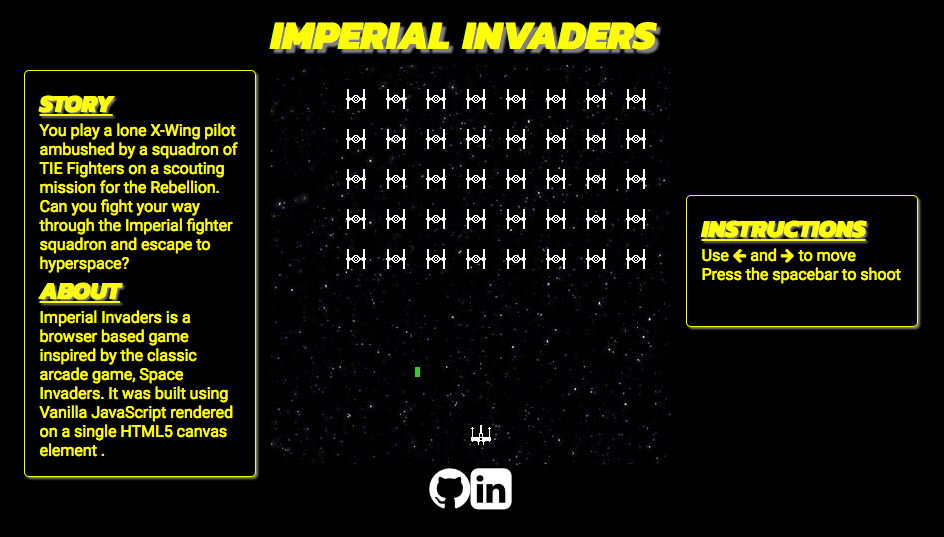 IMPERIAL INVADERS
STORY
You play a lone X-Wing pilot
ambushed by a squadron of
TIE Fighters on a scouting
mission for the Rebellion.
Can you fight your way
through the Imperial fighter
squadron and escape to
hyperspace?
ABOUT
Imperial Invaders is a
browser based game
inspired by the classic
arcade game, Space
Invaders. It was built using
Vanilla JavaScript rendered
on a single HTML5 canvas
element .
INSTRUCTIONS
Use ← and → to move
Press the spacebar to shoot
in